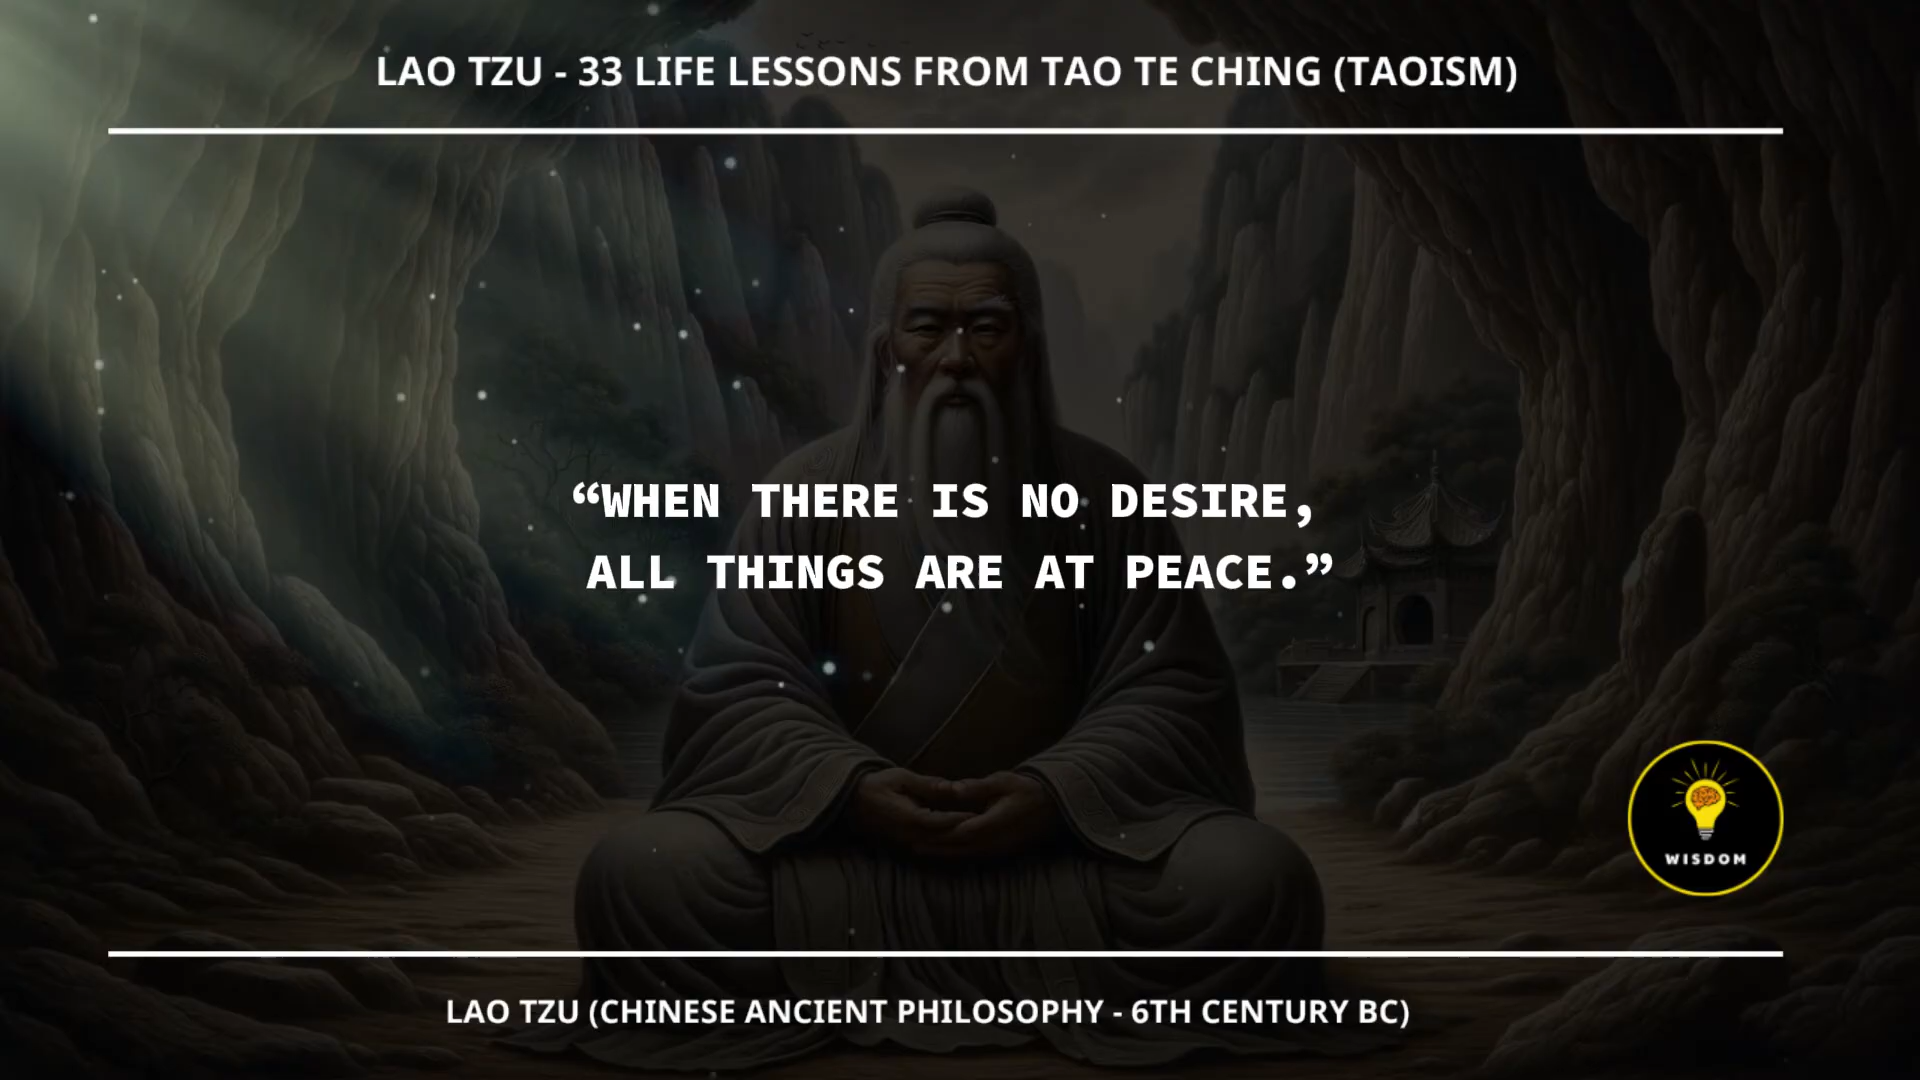 LAO TZU - 33 LIFE LESSONS FROM TAO TE CHING (TAOISM)
“WHEN THERE IS NO DESIRE,
ALL THINGS ARE AT PEACE.”
WISDOM
LAO TZU (CHINESE ANCIENT PHILOSOPHY - 6TH CENTURY BC)